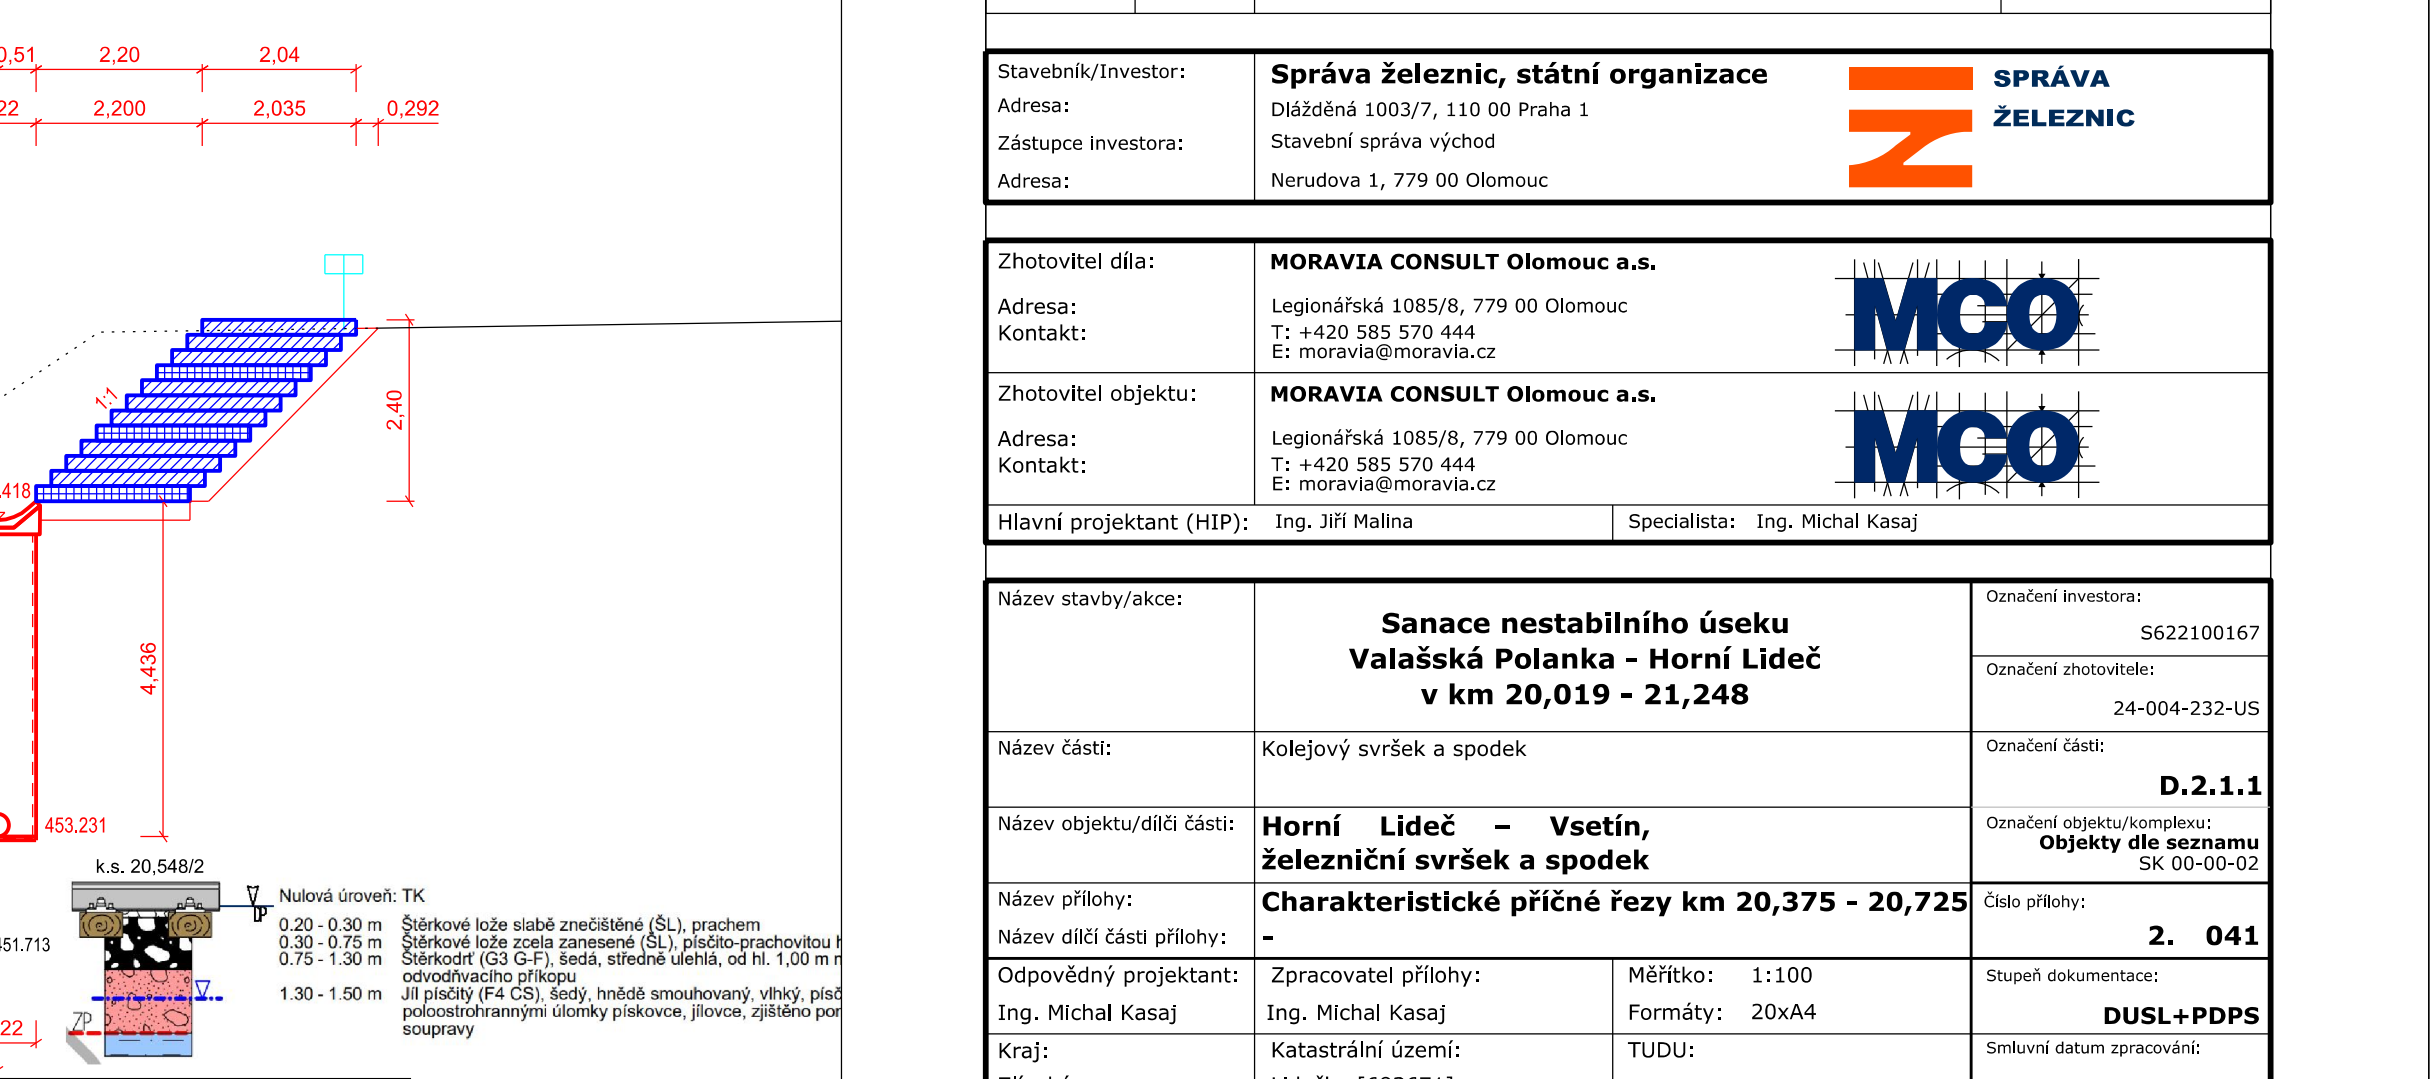 0,51 2,20 2,04
22 2,200 2,035 0,292
1:1
2,40
.418
4,436
453.231
k.s. 20,548/2
Nulová úroveň: TK
0.20 - 0.30 m Štěrkové lože slabě znečištěné (ŠL), prachem
0.30 - 0.75 m Štěrkové lože zcela zanesené (ŠL), písčito-prachovitou
0.75 - 1.30 m Štěrkodrť (G3 G-F), šedá, středně ulehlá, od hl. 1,00 m
odvodňvacího příkopu
1.30 - 1.50 m Jíl písčitý (F4 CS), šedý, hnědě smouhovaný, vlhký,
poloostrohrannými úlomky pískovce, jílovce, zjištěno
soupravy
451.713
ZP
22
Stavebník/Investor: Správa železnic, státní organizace
Adresa: Dlážděná 1003/7, 110 00 Praha 1
Zástupce investora: Stavební správa východ
Adresa: Nerudova 1, 779 00 Olomouc
SPRÁVA
ŽELEZNIC
Zhotovitel díla: MORAVIA CONSULT Olomouc a.s.
Adresa: Legionářská 1085/8, 779 00 Olomouc
Kontakt: T: +420 585 570 444
E: moravia@moravia.cz
MCO
Zhotovitel objektu: MORAVIA CONSULT Olomouc a.s.
Adresa: Legionářská 1085/8, 779 00 Olomouc
Kontakt: T: +420 585 570 444
E: moravia@moravia.cz
MCO
Hlavní projektant (HIP): Ing. Jiří Malina Specialista: Ing. Michal Kasaj
Název stavby/akce:
Sanace nestabilního úseku
Valašská Polanka - Horní Lideč
v km 20,019 - 21,248
Označení investora:
S622100167
Označení zhotovitele:
24-004-232-US
Název části: Kolejový svršek a spodek
Označení části:
D.2.1.1
Název objektu/dílči části: Horní Lideč – Vsetín,
železniční svršek a spodek
Označení objektu/komplexu:
Objekty dle seznamu
SK 00-00-02
Název přílohy: Charakteristické příčné řezy km 20,375 - 20,725
Název dílčí části přílohy: -
Číslo přílohy:
2. 041
Odpovědný projektant: Zpracovatel přílohy: Měřítko: 1:100
Ing. Michal Kasaj Ing. Michal Kasaj Formáty: 20xA4
Stupeň dokumentace:
DUSL+PDPS
Kraj: Katastrální území: TUDU: Smluvní datum zpracování: